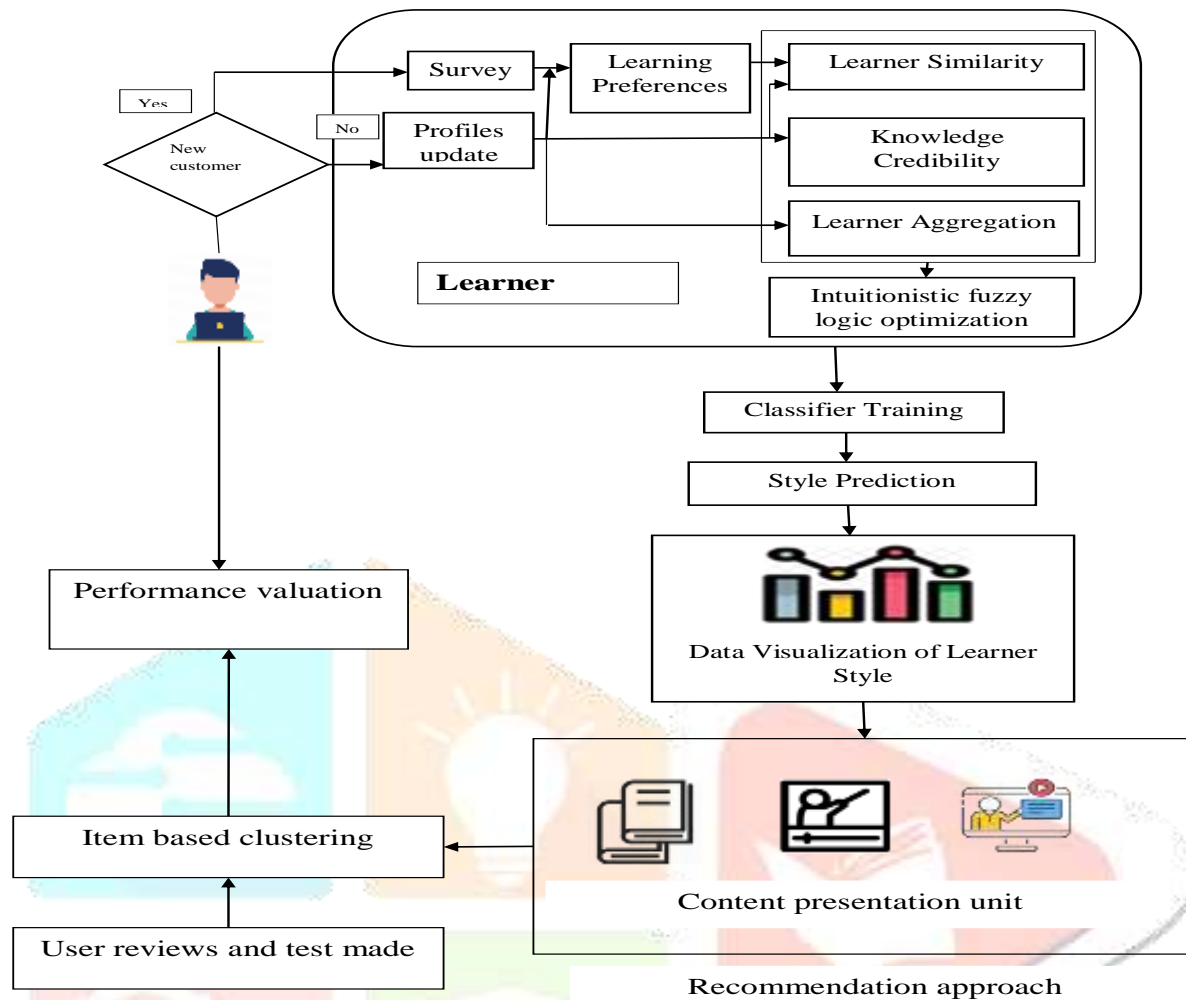 Survey
Learning
Preferences
Learner Similarity
Yes
No
New
customer
Profiles
update
Knowledge
Credibility
Learner Aggregation
Learner
Intuitionistic fuzzy
logic optimization
Classifier Training
Style Prediction
Data Visualization of Learner
Style
Performance valuation
Item based clustering
Content presentation unit
User reviews and test made
Recommendation approach